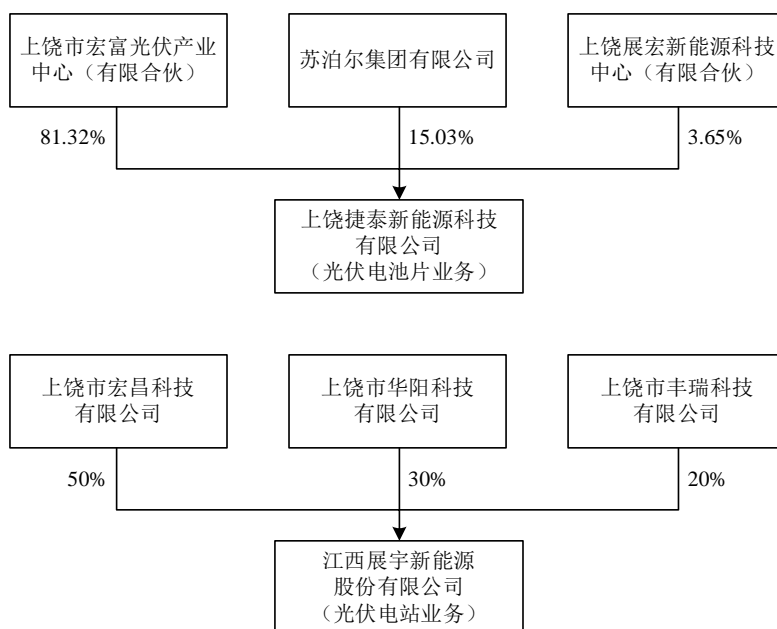 上饶市宏富光伏产业
中心（有限合伙）
苏泊尔集团有限公司
上饶展宏新能源科技
中心（有限合伙）
81.32%
15.03%
3.65%
上饶捷泰新能源科技
有限公司
（光伏电池片业务）
上饶市宏昌科技
有限公司
上饶市华阳科技
有限公司
上饶市丰瑞科技
有限公司
50%
30%
20%
江西展宇新能源
股份有限公司
（光伏电站业务）